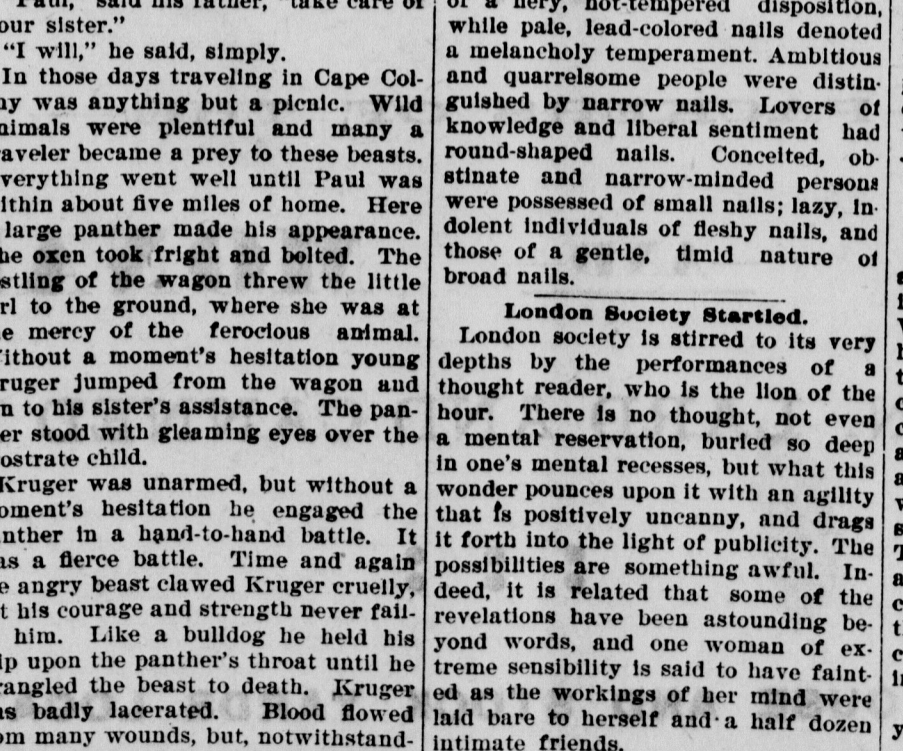 said his father, "take care of
our sister."
"I will," he said, simply.
In those days traveling in Cape Col-
ny was anything but a picnic. Wild
nimals were plentiful and many a
aveler became a prey to these beasts.
verything went well until Paul was
ithin about five miles of home. Here
large panther made his appearance.
he oxen took fright and bolted. The
stling of the wagon threw the little
rl to the ground, where she was at
e mercy of the ferocious animal.
ithout a moment's hesitation young
ruger jumped from the wagon and
n to his sister's assistance. The pan-
er stood with gleaming eyes over the
ostrate child.
Kruger was unarmed, but without a
oment's hesitation he engaged the
nther in a hand-to-hand battle. It
as a fierce battle. Time and again
e angry beast clawed Kruger cruelly,
t his courage and strength never fail-
him. Like a bulldog he held his
ip upon the panther's throat until he
rangled the beast to death. Kruger
as badly lacerated. Blood flowed
om many wounds, but, notwithstand-
of a fiery, hot-tempered disposition,
while pale, lead-colored nails denoted
a melancholy temperament. Ambitious
and quarrelsome people were distin-
guished by narrow nails. Lovers of
knowledge and liberal sentiment had
round-shaped nails. Conceited, ob-
stinate and narrow-minded persons
were possessed of small nails; lazy, in-
dolent individuals of fleshy nails, and
those of a gentle, timid nature of
broad nails.
London Society Startled.
London society is stirred to its very
depths by the performances of a
thought reader, who is the lion of the
hour. There is no thought, not even
a mental reservation, buried so deep
in one's mental recesses, but what this
wonder pounces upon it with an agility
that is positively uncanny, and drags
it forth into the light of publicity. The
possibilities are something awful. In-
deed, it is related that some of the
revelations have been astounding be-
yond words, and one woman of ex-
treme sensibility is said to have faint-
ed as the workings of her mind were
laid bare to herself and a half dozen
intimate friends.